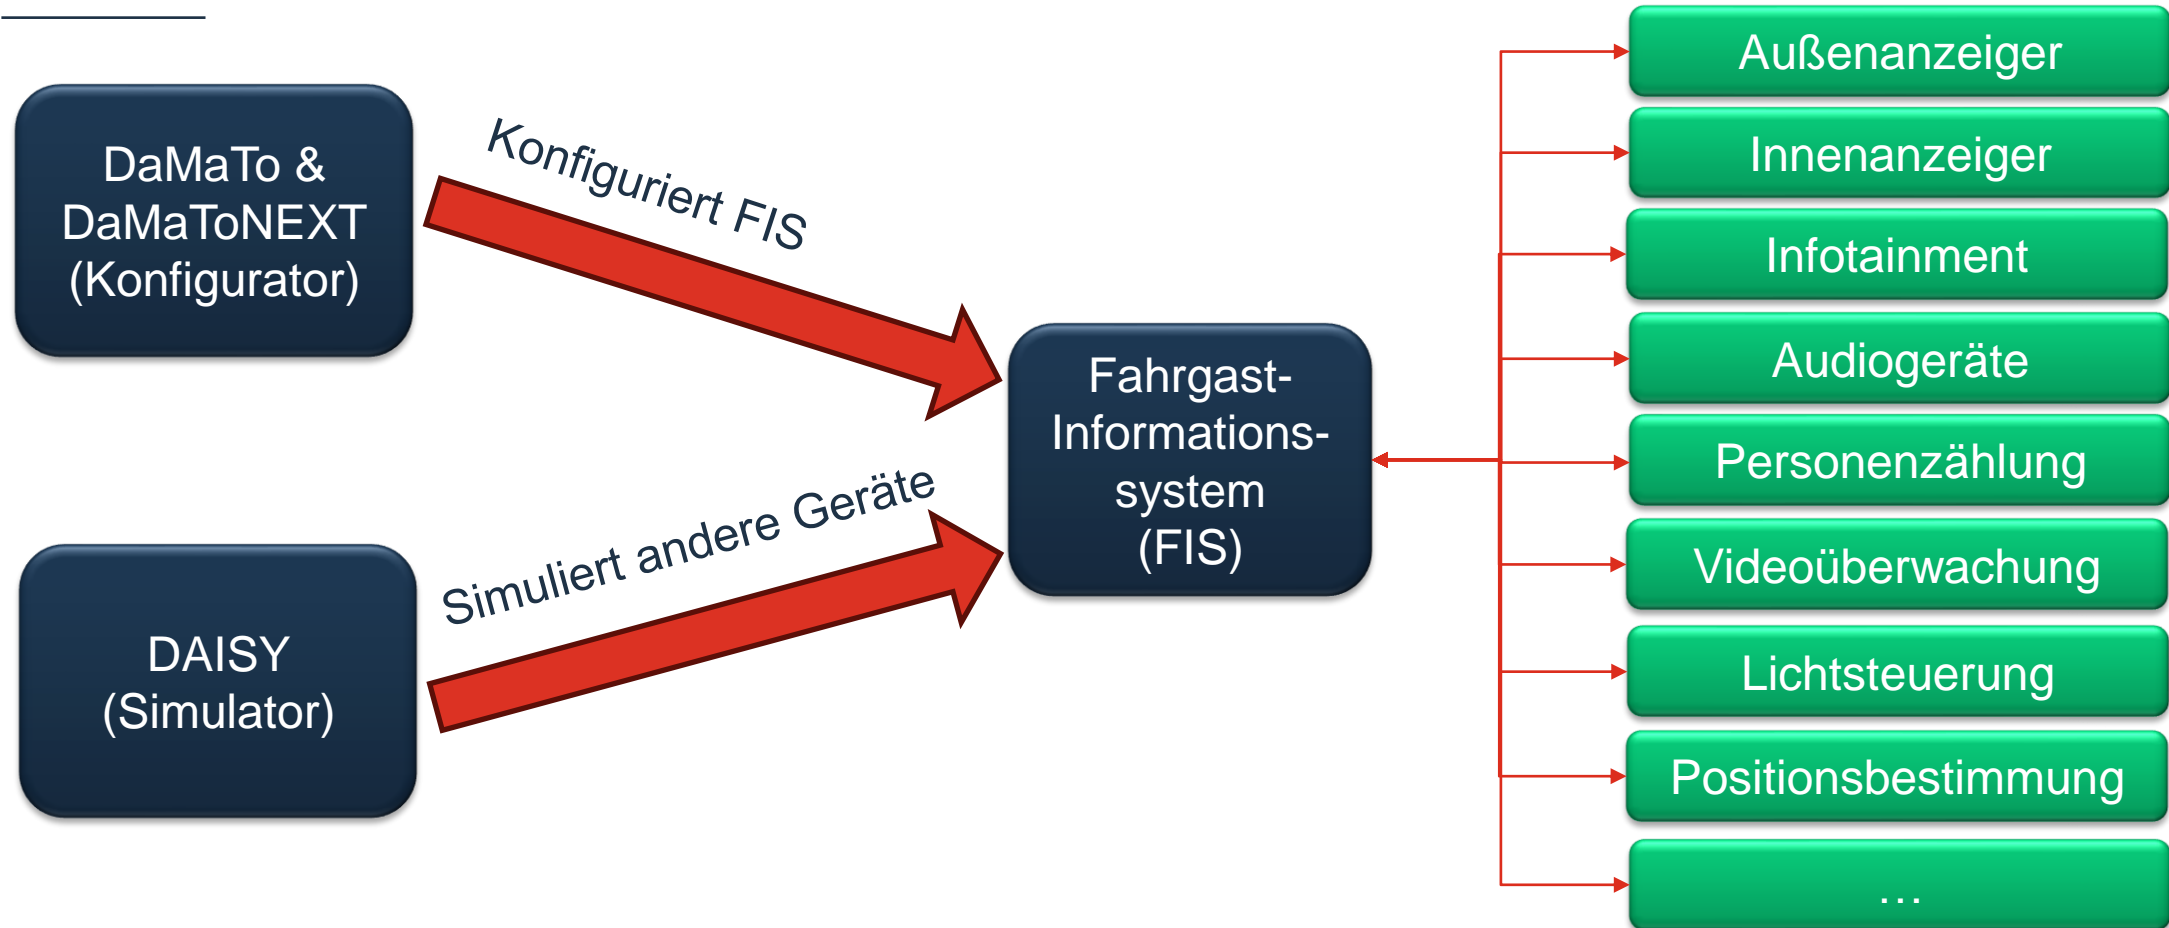 DaMaTo &
DaMaToNEXT
(Konfigurator)
Konfiguriert FIS
DAISY
(Simulator)
Simuliert andere Geräte
Fahrgast-
Informations-
system
(FIS)
Außenanzeiger
Innenanzeiger
Infotainment
Audiogeräte
Personenzählung
Videoüberwachung
Lichtsteuerung
Positionsbestimmung
…